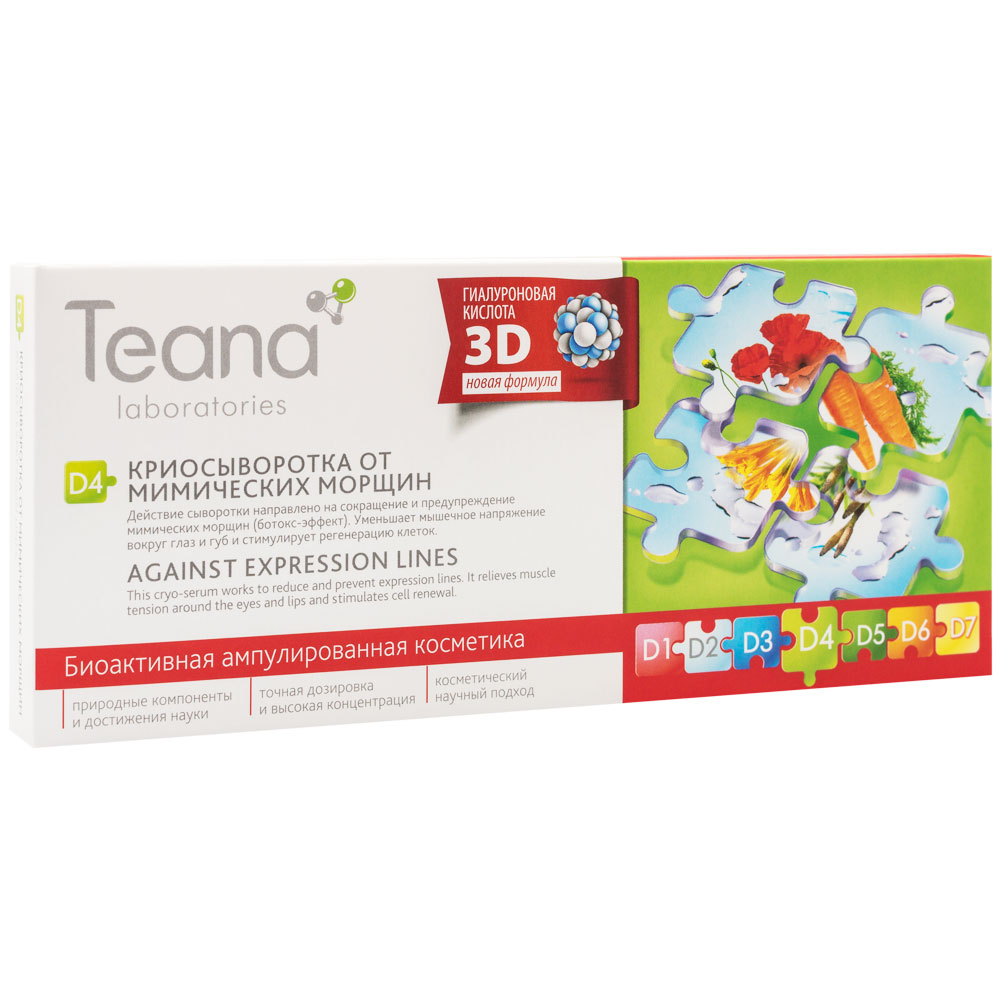 Teana
laboratories
ГИАЛУРОНОВАЯ
КИСЛОТА
3D
новая формула
D4
КРИОСЫВОРОТКА ОТ
МИМИЧЕСКИХ МОРЩИН
Действие сыворотки направлено на сокращение и предупреждение
мимических морщин (ботокс-эффект). Уменьшает мышечное напряжение
вокруг глаз и губ и стимулирует регенерацию клеток.
AGAINST EXPRESSION LINES
This cryo-serum works to reduce and prevent expression lines. It relieves muscle
tension around the eyes and lips and stimulates cell renewal.
D1 D2 D3 D4 D5 D6 D7
Биоактивная ампулированная косметика
природные компоненты
и достижения науки
точная дозировка
и высокая концентрация
косметический
научный подход
D4